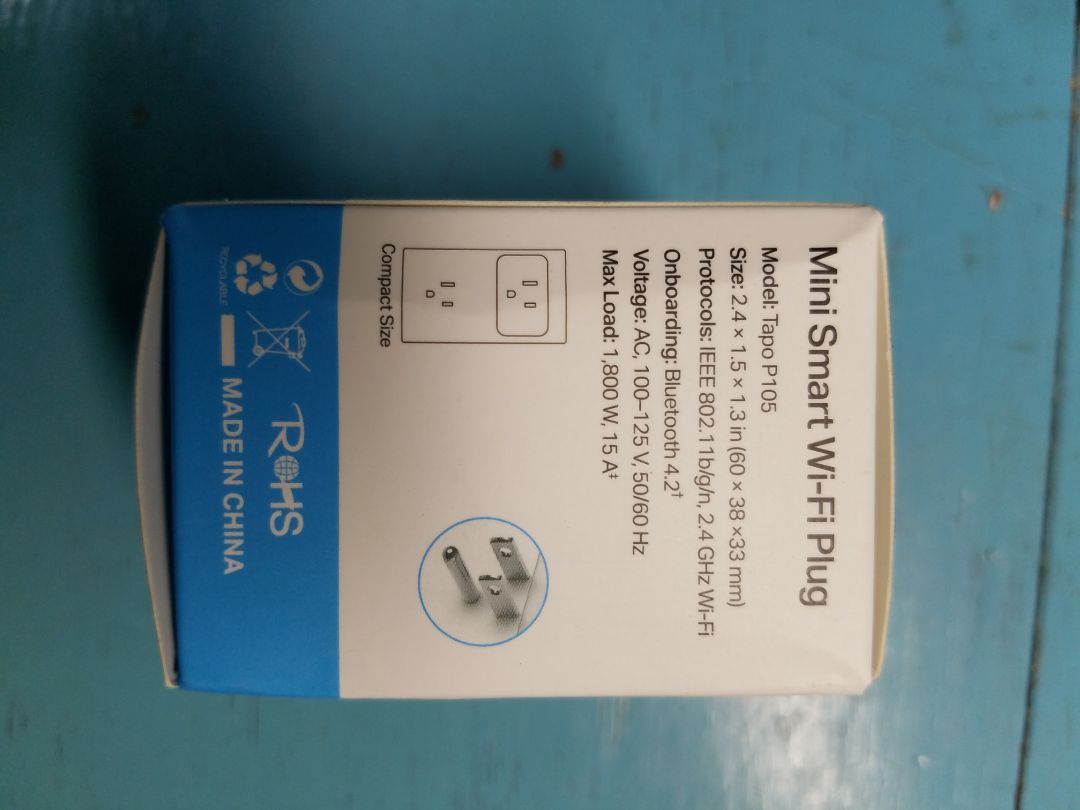 Mini Smart Wi-Fi Plug
Model: Tapo P105
Size: 2.4 × 1.5 × 1.3 in (60 × 38 ×33 mm)
Protocols: IEEE 802.11b/g/n, 2.4 GHz Wi-Fi
Onboarding: Bluetooth 4.2†
Voltage: AC, 100–125 V, 50/60 Hz
Max Load: 1,800 W, 15 A‡
Compact Size
RoHS
RECYCLABLE
MADE IN CHINA